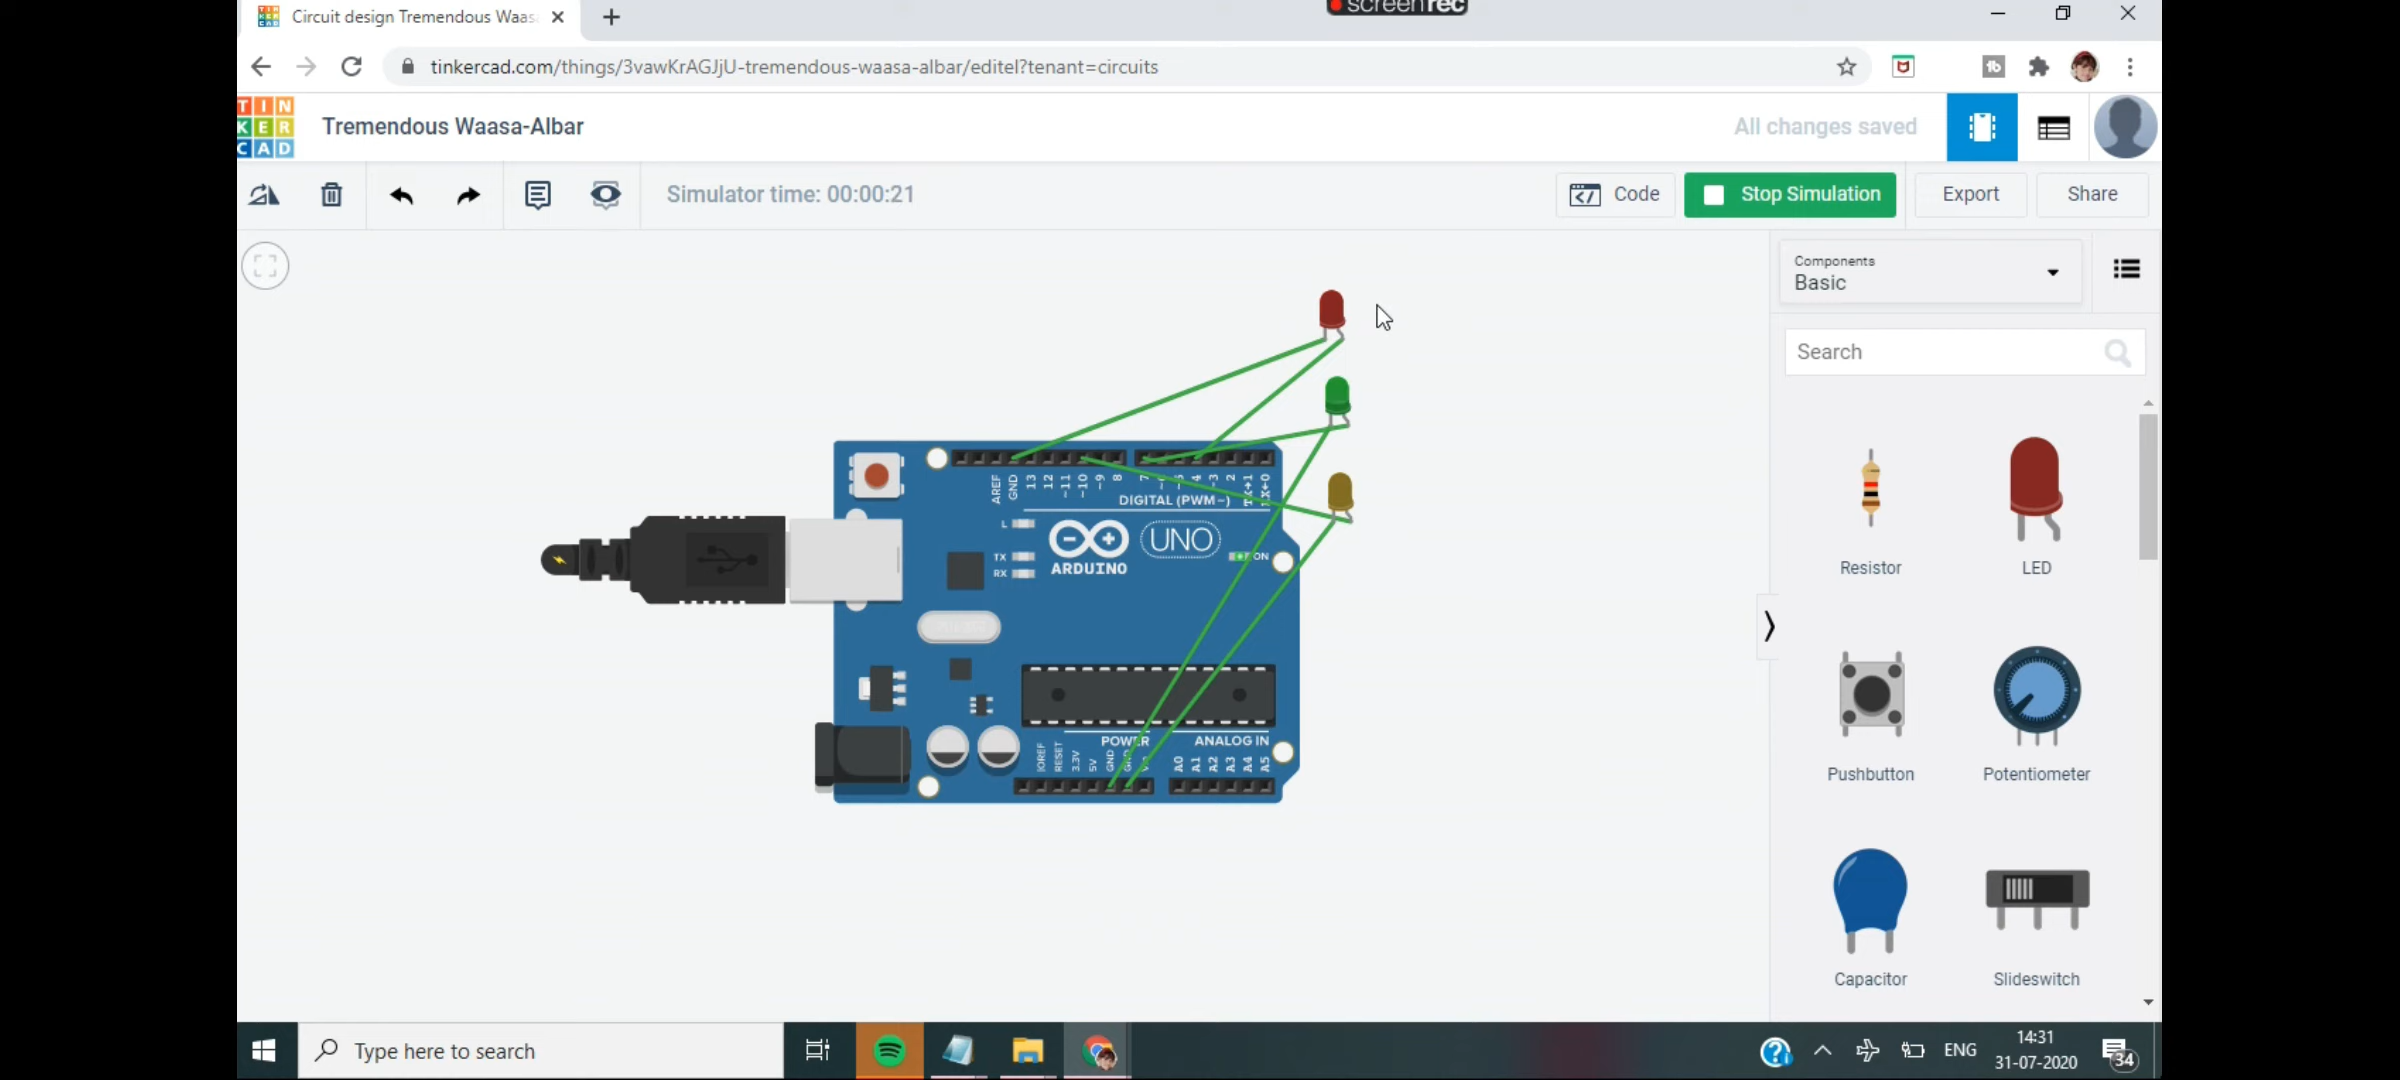 Circuit design Tremendous Waas
screenrec
tinkercad.com/things/3vawKrAGJjU-tremendous-waasa-albar/editel?tenant=circuits
TIN
KER
CAD
Tremendous Waasa-Albar
All changes saved
Simulator time: 00:00:21
Code
Stop Simulation
Export
Share
Components
Basic
Search
AREF
GND
13
12
~11
~10
~9
8
7
4
~3
2
TX→1
RX←0
DIGITAL (PWM~)
L
TX
RX
UNO
ON
ARDUINO
POWER
ANALOG IN
IOREF
RESET
3.3V
5V
GND
A0
A1
A2
A3
A4
A5
Resistor
LED
Pushbutton
Potentiometer
Capacitor
Slideswitch
Type here to search
ENG
14:31
31-07-2020
34